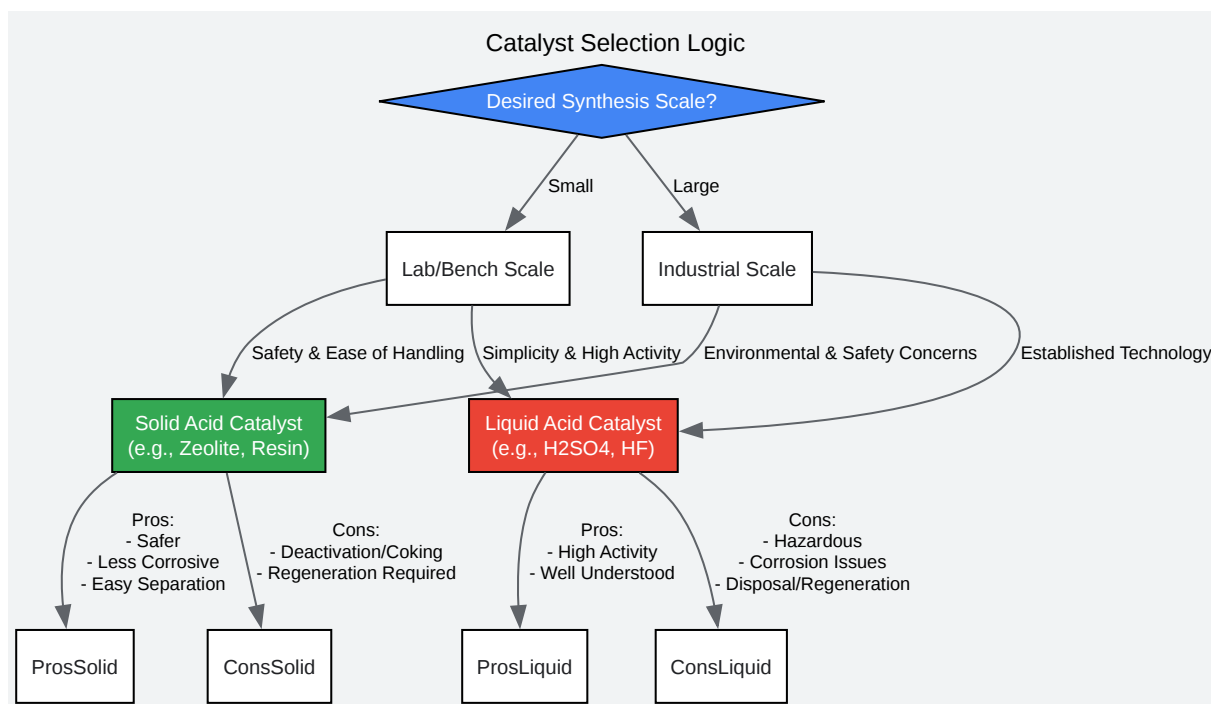 Catalyst Selection Logic
Desired Synthesis Scale?
Small
Large
Lab/Bench Scale
Industrial Scale
Safety & Ease of Handling
Simplicity & High Activity
Environmental & Safety Concerns
Established Technology
Solid Acid Catalyst
(e.g., Zeolite, Resin)
Liquid Acid Catalyst
(e.g., H2SO4, HF)
Pros:
- Safer
- Less Corrosive
- Easy Separation
Cons:
- Deactivation/Coking
- Regeneration Required
Pros:
- High Activity
- Well Understood
Cons:
- Hazardous
- Corrosion Issues
- Disposal/Regeneration
ProsSolid
ConsSolid
ProsLiquid
ConsLiquid